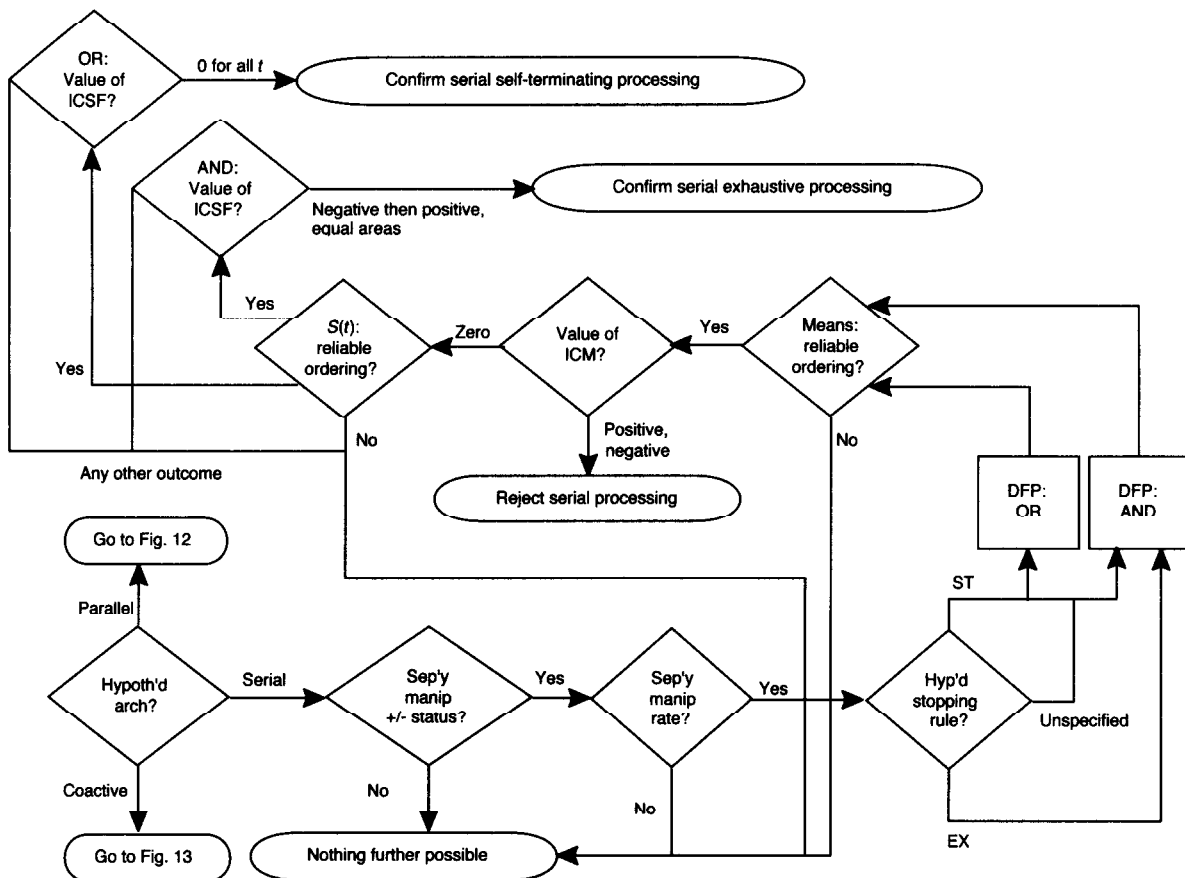 OR:
Value of
ICSF?
0 for all t
Confirm serial self-terminating processing
AND:
Value of
ICSF?
Negative then positive,
equal areas
Confirm serial exhaustive processing
Yes
Yes
S(t):
reliable
ordering?
Zero
Value of
ICM?
Yes
Means:
reliable
ordering?
No
Positive,
negative
No
Any other outcome
Reject serial processing
DFP:
OR
DFP:
AND
Go to Fig. 12
Parallel
ST
Hypoth'd
arch?
Serial
Sep'y
manip
+/- status?
Yes
Sep'y
manip
rate?
Yes
Hyp'd
stopping
rule?
Unspecified
Coactive
No
No
EX
Go to Fig. 13
Nothing further possible